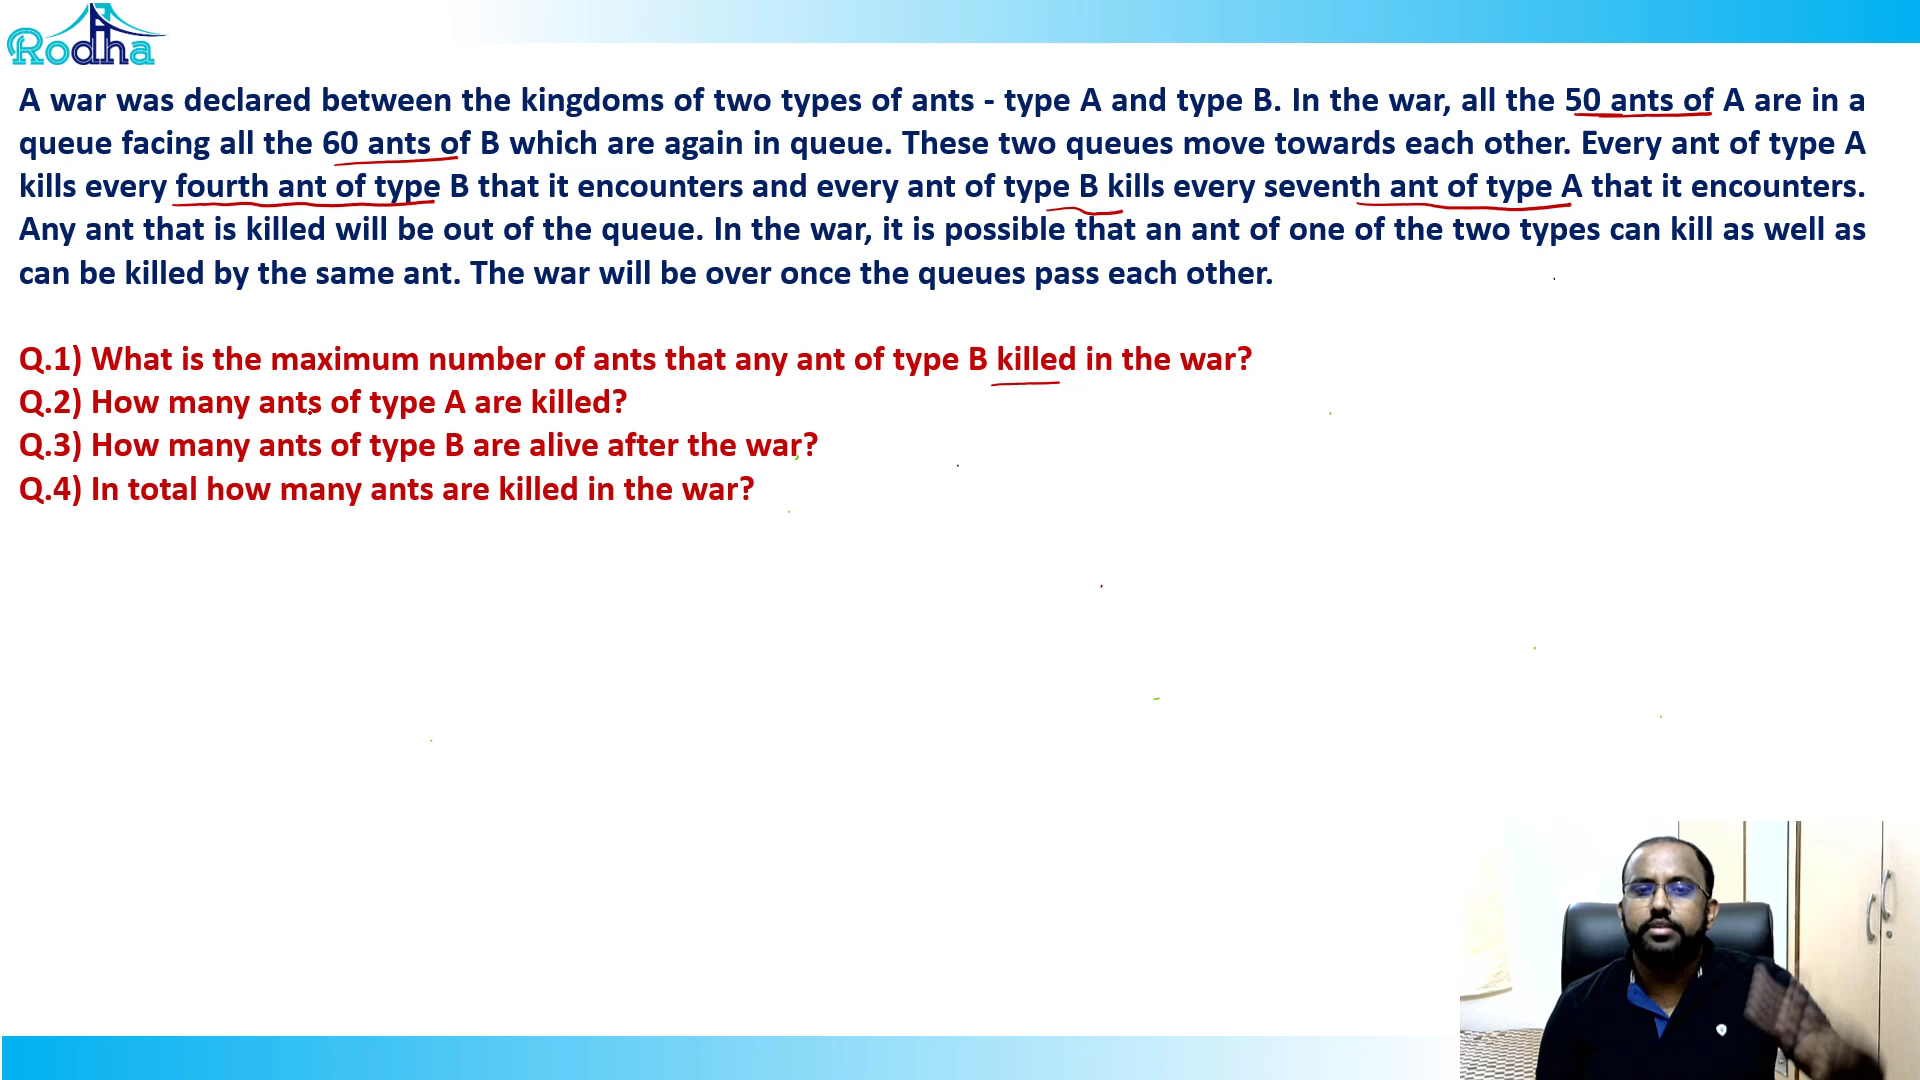 Rodha
A war was declared between the kingdoms of two types of ants - type A and type B. In the war, all the 50 ants of A are in a
queue facing all the 60 ants of B which are again in queue. These two queues move towards each other. Every ant of type A
kills every fourth ant of type B that it encounters and every ant of type B kills every seventh ant of type A that it encounters.
Any ant that is killed will be out of the queue. In the war, it is possible that an ant of one of the two types can kill as well as
can be killed by the same ant. The war will be over once the queues pass each other.
Q.1) What is the maximum number of ants that any ant of type B killed in the war?
Q.2) How many ants of type A are killed?
Q.3) How many ants of type B are alive after the war?
Q.4) In total how many ants are killed in the war?